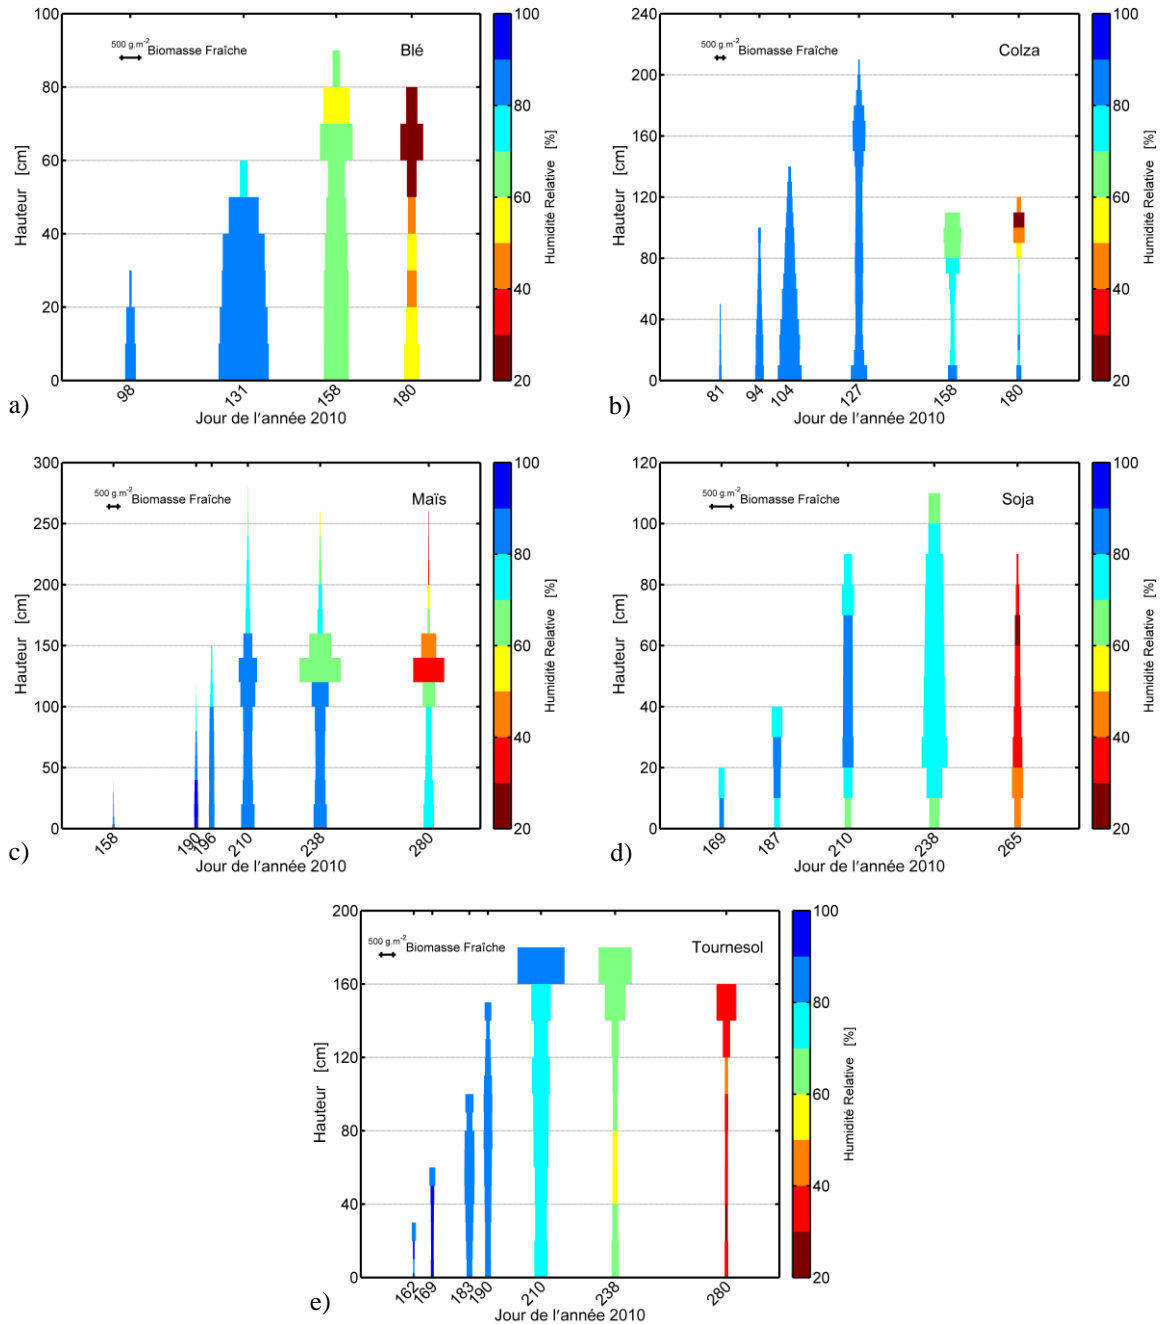 100
80
60
40
20
0
Hauteur [cm]
500 g.m-2
Biomasse Fraîche
Blé
98
131
158
180
Jour de l'année 2010
100
80
60
40
20
Humidité Relative [%]
a)
240
200
160
120
80
40
0
Hauteur [cm]
500 g.m-2
Biomasse Fraîche
Colza
81
94
104
127
158
180
Jour de l'année 2010
100
80
60
40
20
Humidité Relative [%]
b)
300
250
200
150
100
50
0
Hauteur [cm]
500 g.m-2
Biomasse Fraîche
Maïs
158
190
196
210
238
280
Jour de l'année 2010
100
80
60
40
20
Humidité Relative [%]
c)
120
100
80
60
40
20
0
Hauteur [cm]
500 g.m-2
Biomasse Fraîche
Soja
169
187
210
238
265
Jour de l'année 2010
100
80
60
40
20
Humidité Relative [%]
d)
200
160
120
80
40
0
Hauteur [cm]
500 g.m-2
Biomasse Fraîche
Tournesol
162
169
183
190
210
238
280
Jour de l'année 2010
100
80
60
40
20
Humidité Relative [%]
e)